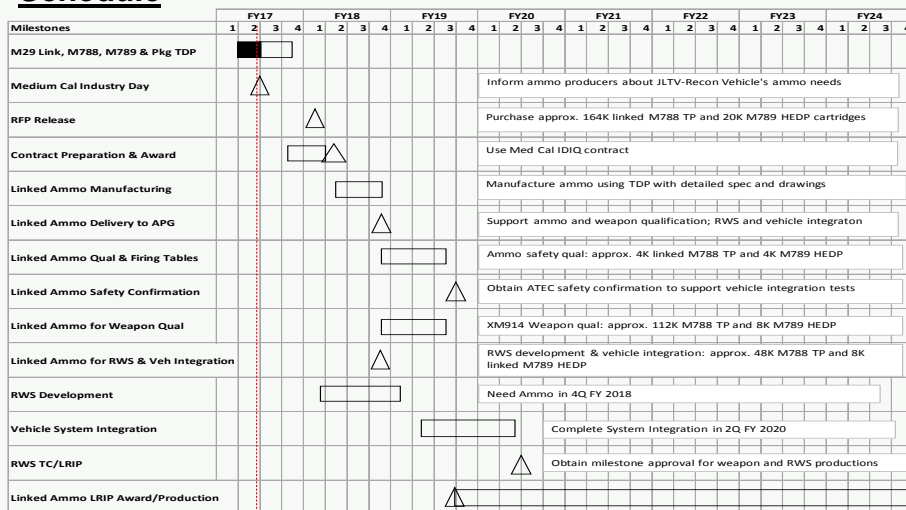 Schedule
FY17 FY18 FY19 FY20 FY21 FY22 FY23 FY24
Milestones 1 2 3 4 1 2 3 4 1 2 3 4 1 2 3 4 1 2 3 4 1 2 3 4 1 2 3 4 1 2 3 4
M29 Link, M788, M789 & Pkg TDP
Medium Cal Industry Day Inform ammo producers about JLTV-Recon Vehicle's ammo needs
RFP Release Purchase approx. 164K linked M788 TP and 20K M789 HEDP cartridges
Contract Preparation & Award Use Med Cal IDIQ contract
Linked Ammo Manufacturing Manufacture ammo using TDP with detailed spec and drawings
Linked Ammo Delivery to APG Support ammo and weapon qualification; RWS and vehicle integraton
Linked Ammo Qual & Firing Tables Ammo safety qual: approx. 4K linked M788 TP and 4K M789 HEDP
Linked Ammo Safety Confirmation Obtain ATEC safety confirmation to support vehicle integration tests
Linked Ammo for Weapon Qual XM914 Weapon qual: approx. 112K M788 TP and 8K M789 HEDP
Linked Ammo for RWS & Veh Integration RWS development & vehicle integration: approx. 48K M788 TP and 8K
linked M789 HEDP
RWS Development Need Ammo in 4Q FY 2018
Vehicle System Integration Complete System Integration in 2Q FY 2020
RWS TC/LRIP Obtain milestone approval for weapon and RWS productions
Linked Ammo LRIP Award/Production